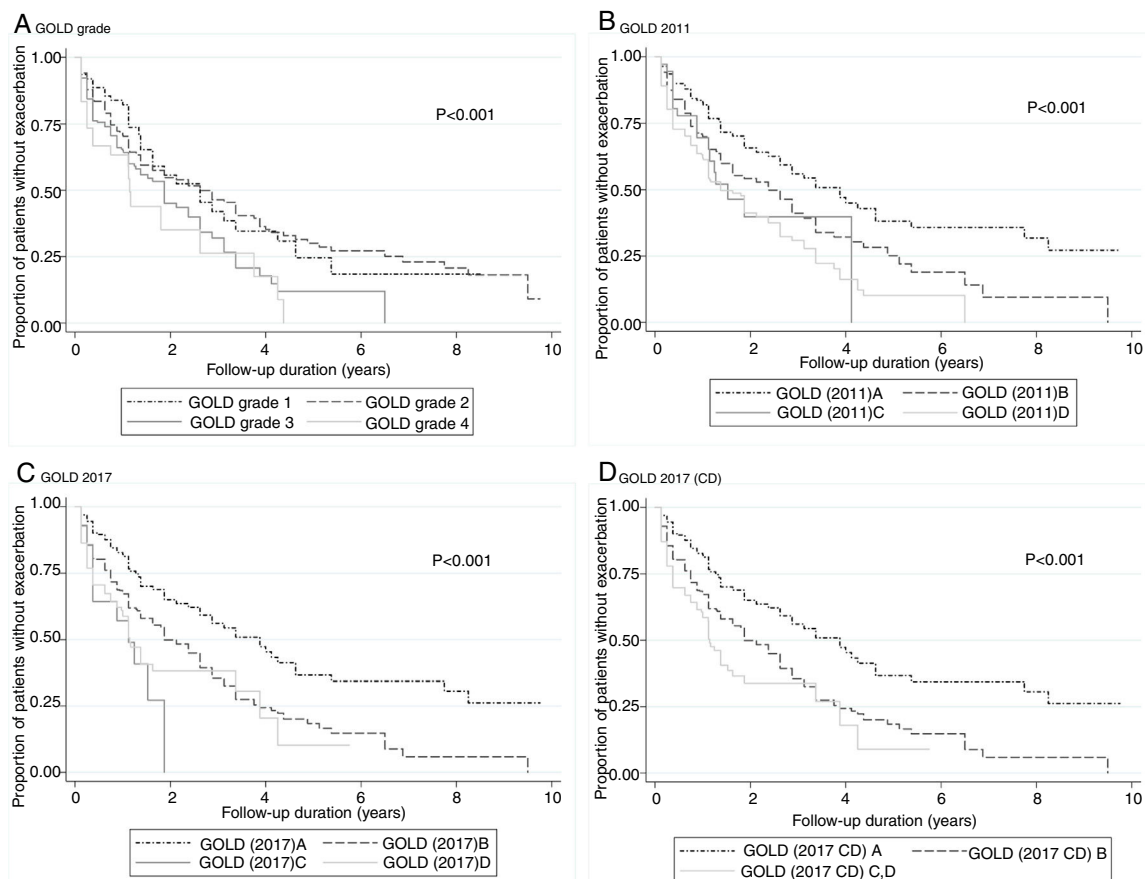 A GOLD grade
Proportion of patients without exacerbation
1.00
0.75
0.50
0.25
0.00
P<0.001
0 2 4 6 8 10
Follow-up duration (years)
GOLD grade 1 GOLD grade 2
GOLD grade 3 GOLD grade 4
B GOLD 2011
Proportion of patients without exacerbation
1.00
0.75
0.50
0.25
0.00
P<0.001
0 2 4 6 8 10
Follow-up duration (years)
GOLD (2011)A GOLD (2011)B
GOLD (2011)C GOLD (2011)D
C GOLD 2017
Proportion of patients without exacerbation
1.00
0.75
0.50
0.25
0.00
P<0.001
0 2 4 6 8 10
Follow-up duration (years)
GOLD (2017)A GOLD (2017)B
GOLD (2017)C GOLD (2017)D
D GOLD 2017 (CD)
Proportion of patients without exacerbation
1.00
0.75
0.50
0.25
0.00
P<0.001
0 2 4 6 8 10
Follow-up duration (years)
GOLD (2017 CD) A GOLD (2017 CD) B
GOLD (2017 CD) C,D